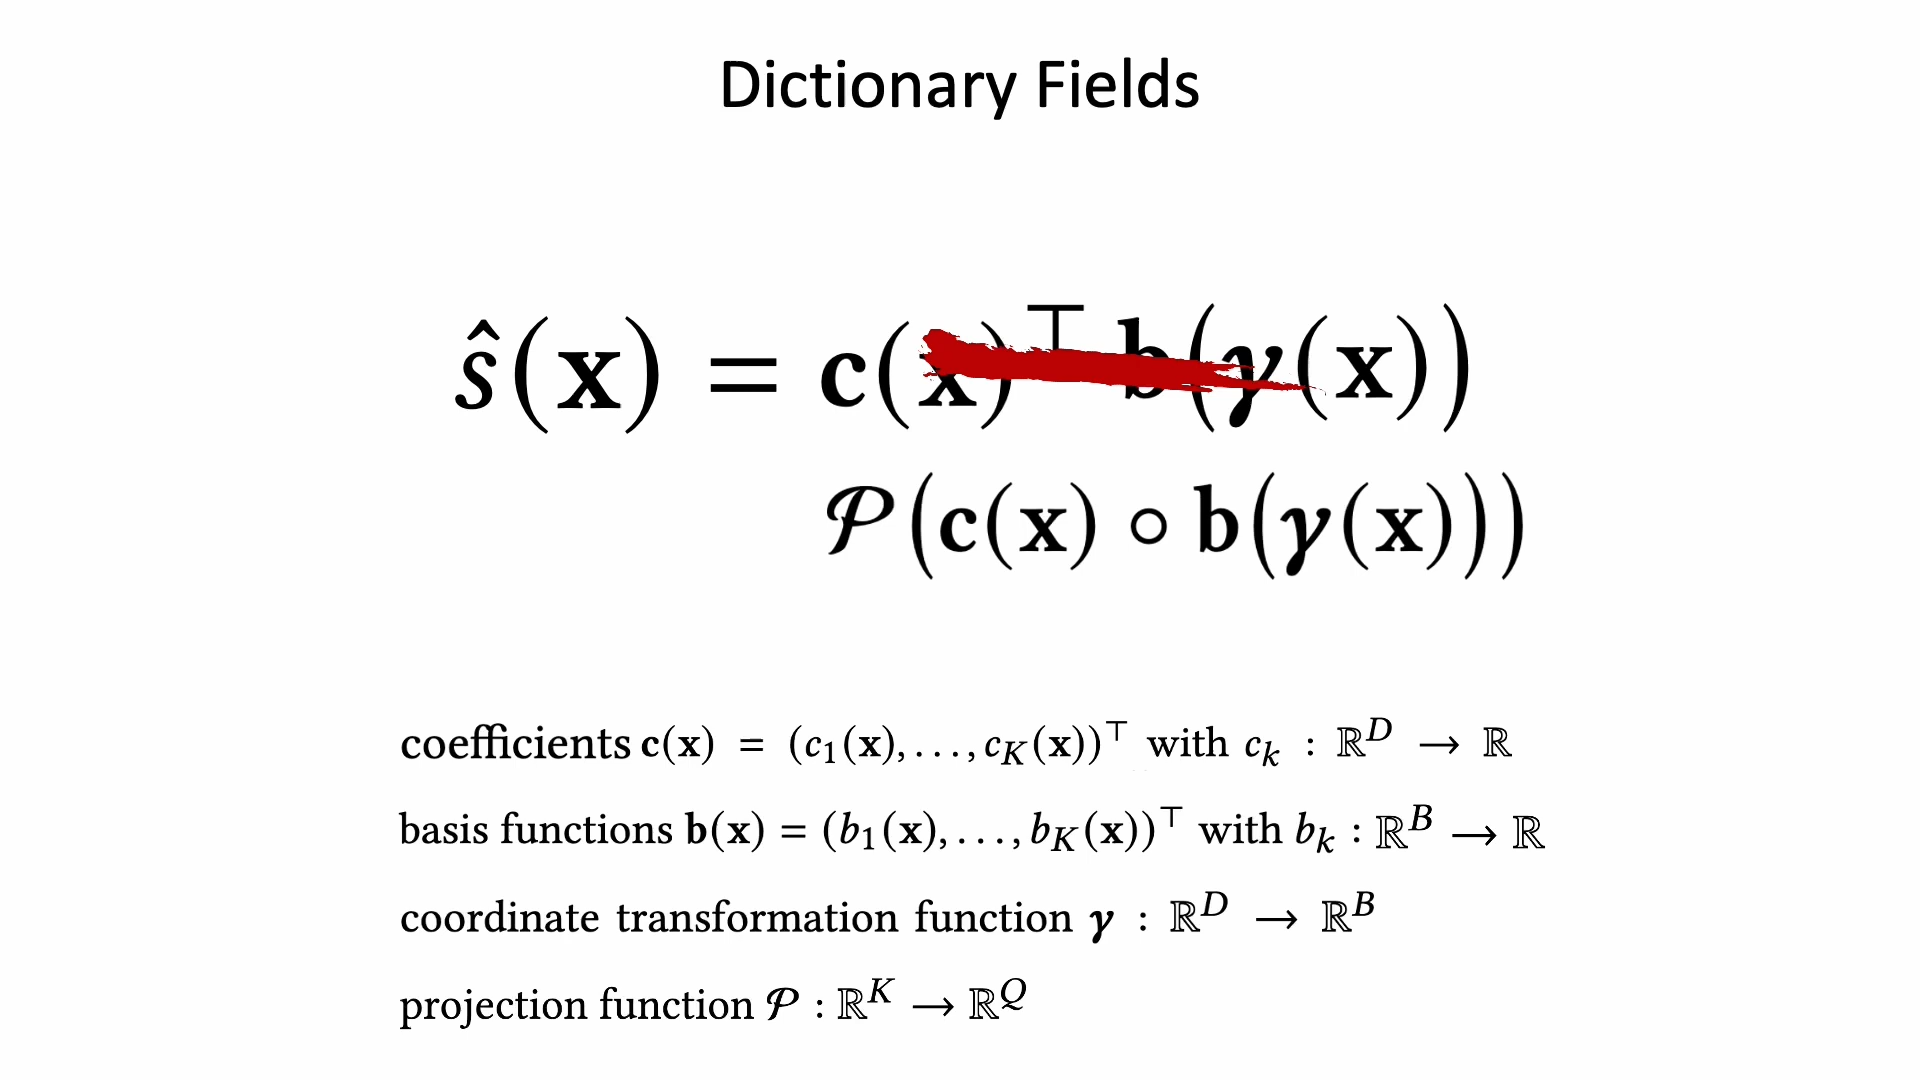 Dictionary Fields
ŝ(x) = c(x)⊤ b(γ(x))
𝒫(c(x) ∘ b(γ(x)))
coefficients c(x) = (c₁(x), . . . , c_K(x))⊤ with c_k : ℝ^D → ℝ
basis functions b(x) = (b₁(x), . . . , b_K(x))⊤ with b_k : ℝ^B → ℝ
coordinate transformation function γ : ℝ^D → ℝ^B
projection function 𝒫 : ℝ^K → ℝ^Q